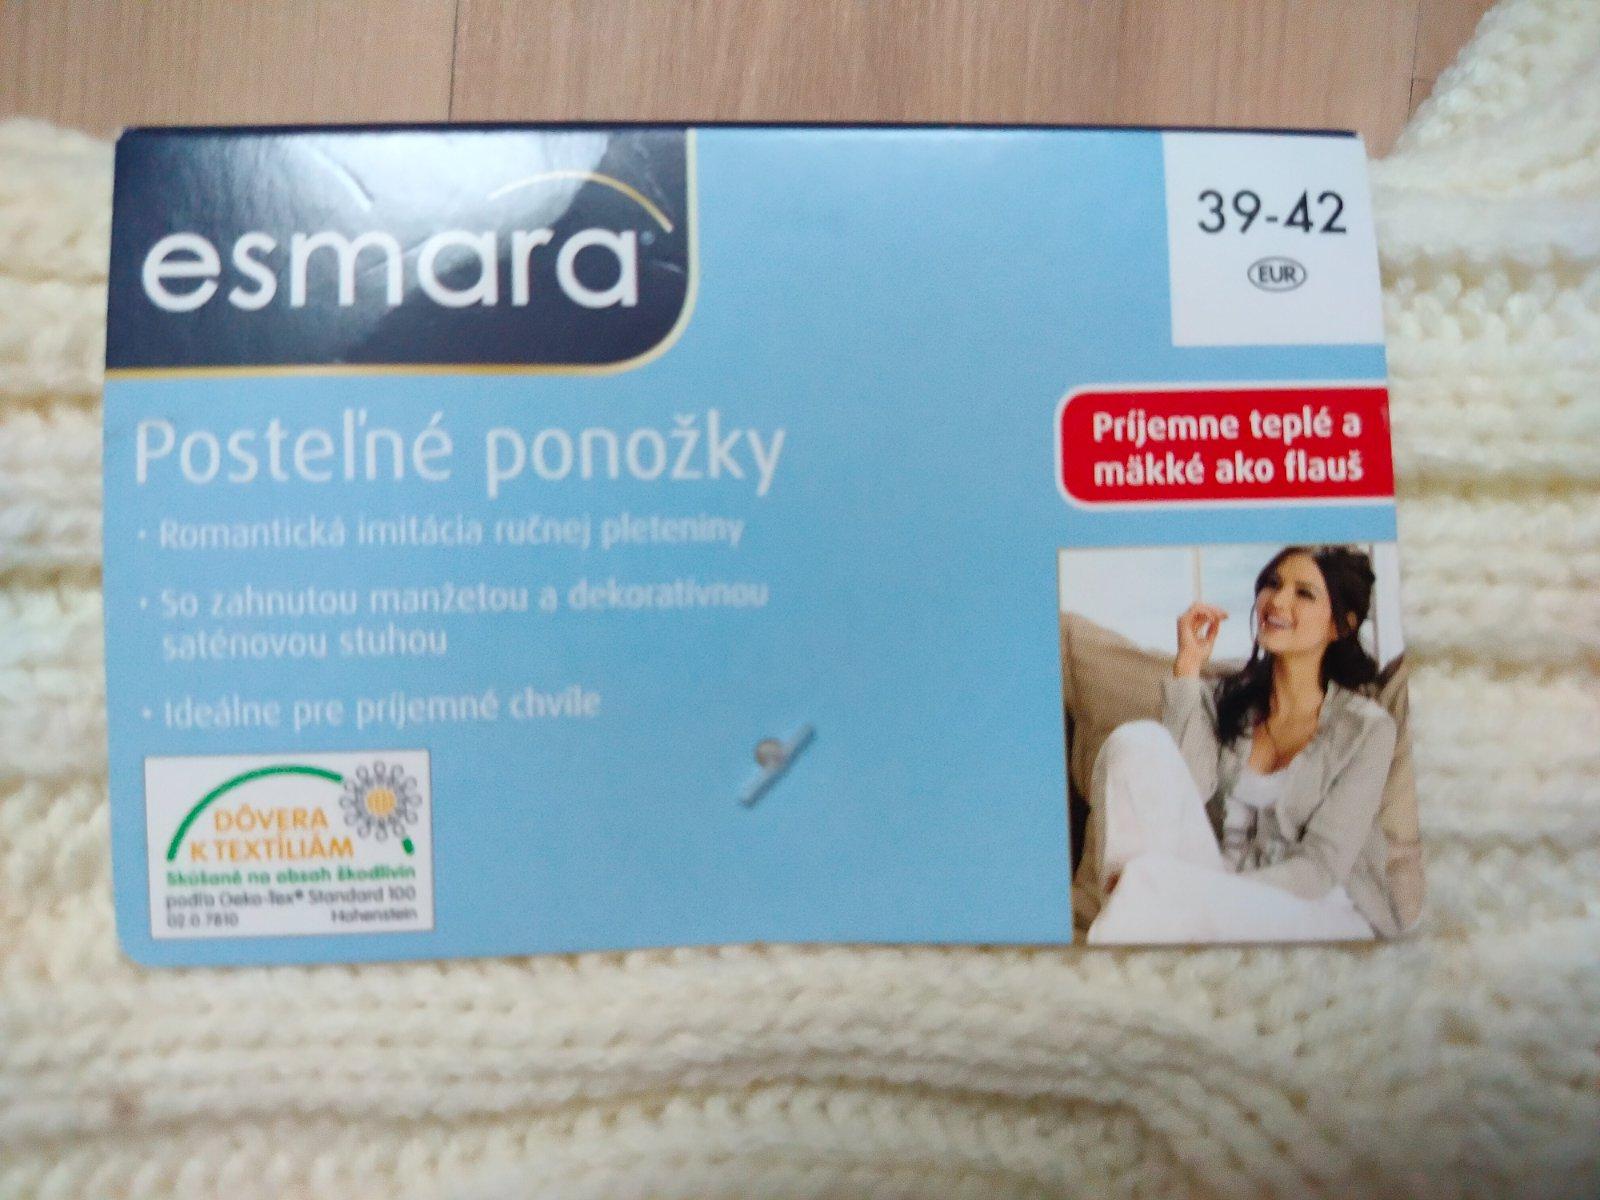 esmara®
39-42
EUR
Príjemne teplé a
mäkké ako flauš
Posteľné ponožky
• Romantická imitácia ručnej pleteniny
• So zahnutou manžetou a dekoratívnou
saténovou stuhou
• Ideálne pre príjemné chvíle
DÔVERA
K TEXTÍLIÁM
Skúšané na obsah škodlivín
podľa Oeko-Tex® Standard 100
02.0.7810 Hohenstein